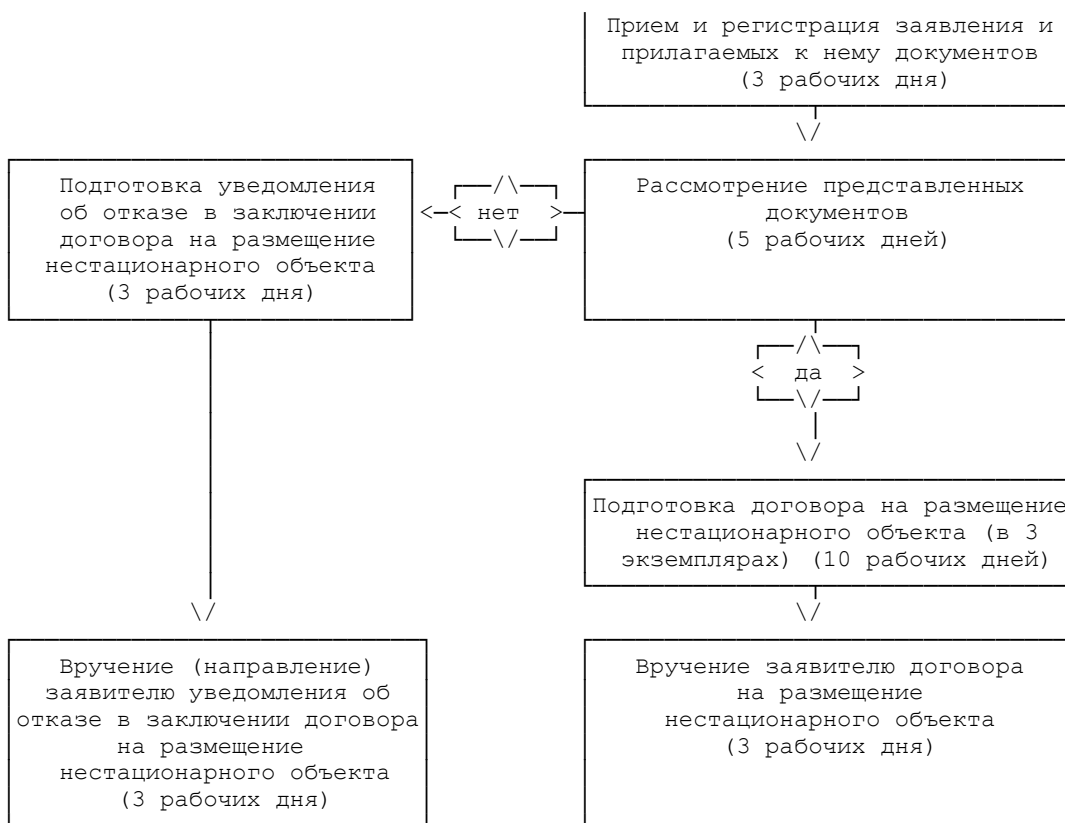 Прием и регистрация заявления и
прилагаемых к нему документов
(3 рабочих дня)
Подготовка уведомления
об отказе в заключении
договора на размещение
нестационарного объекта
(3 рабочих дня)
нет
Рассмотрение представленных
документов
(5 рабочих дней)
да
Подготовка договора на размещение
нестационарного объекта (в 3
экземплярах) (10 рабочих дней)
Вручение (направление)
заявителю уведомления об
отказе в заключении договора
на размещение
нестационарного объекта
(3 рабочих дня)
Вручение заявителю договора
на размещение
нестационарного объекта
(3 рабочих дня)